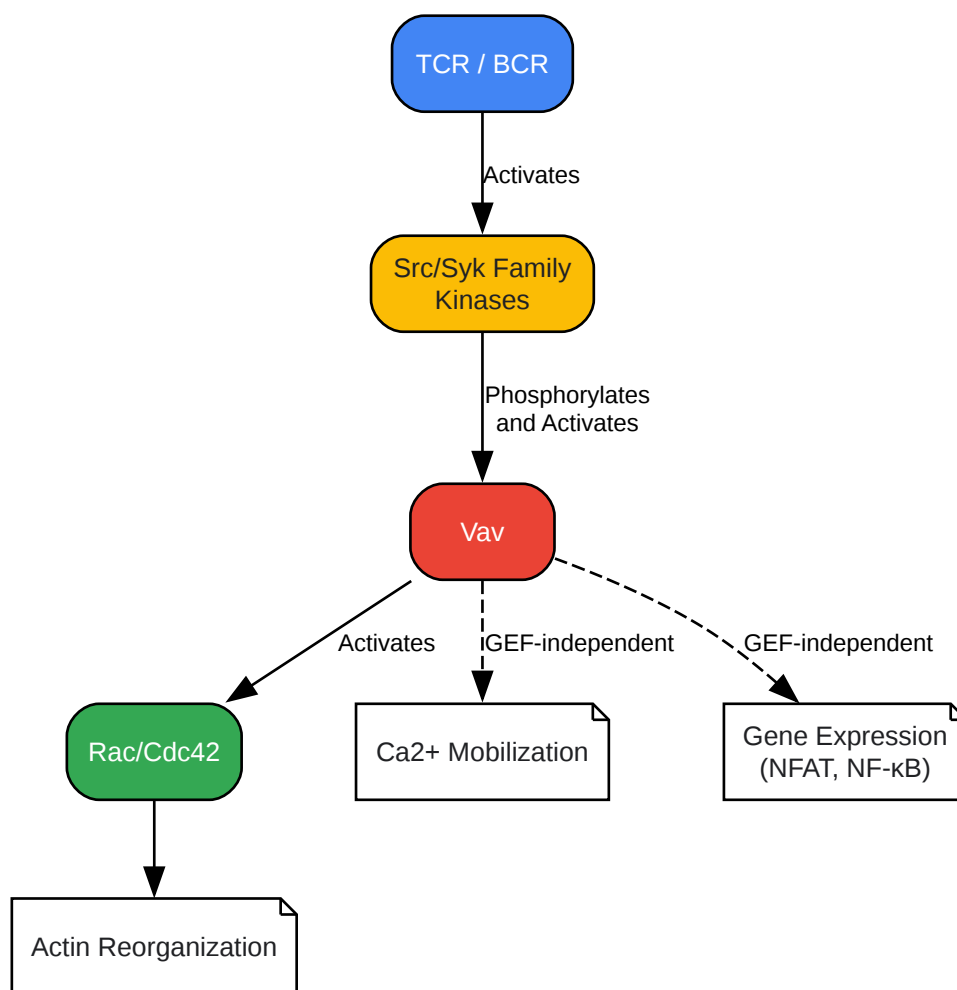 TCR / BCR
Activates
Src/Syk Family
Kinases
Phosphorylates
and Activates
Vav
Activates
GEF-independent
GEF-independent
Rac/Cdc42
Ca2+ Mobilization
Gene Expression
(NFAT, NF-κB)
Actin Reorganization